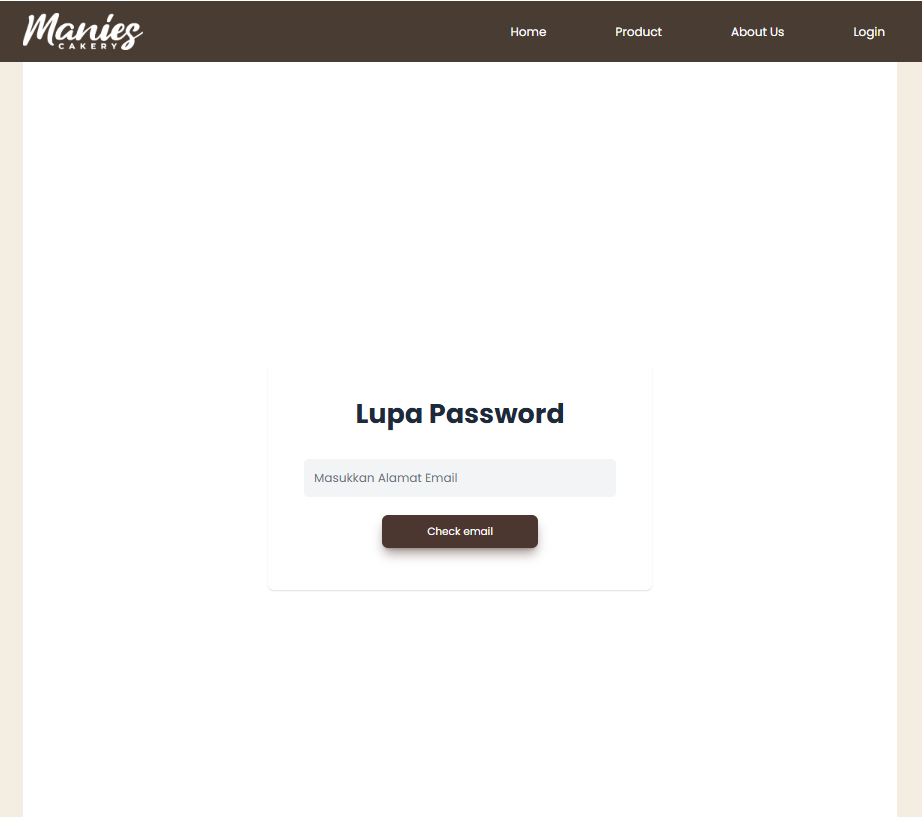 Manies
CAKERY
Home Product About Us Login
Lupa Password
Masukkan Alamat Email
Check email